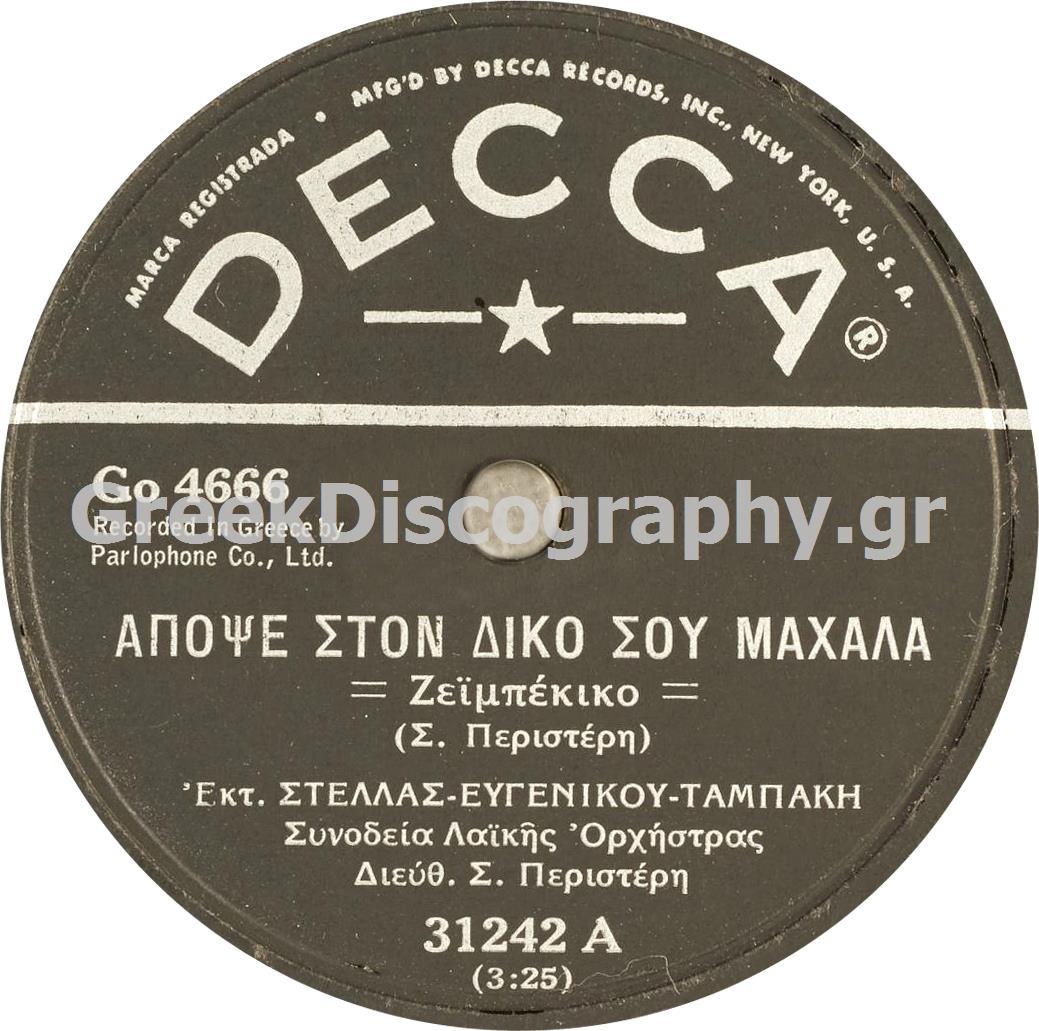 MARCA REGISTRADA • MFG'D BY DECCA RECORDS, INC., NEW YORK, U. S. A.
DECCA®
Go 4666
GreekDiscography.gr
Recorded In Greece by
Parlophone Co., Ltd.
ΑΠΟΨΕ ΣΤΟΝ ΔΙΚΟ ΣΟΥ ΜΑΧΑΛΑ
= Ζεϊμπέκικο =
(Σ. Περιστέρη)
Ἐκτ. ΣΤΕΛΛΑΣ-ΕΥΓΕΝΙΚΟΥ-ΤΑΜΠΑΚΗ
Συνοδεία Λαϊκῆς Ὀρχήστρας
Διεύθ. Σ. Περιστέρη
31242 A
(3:25)